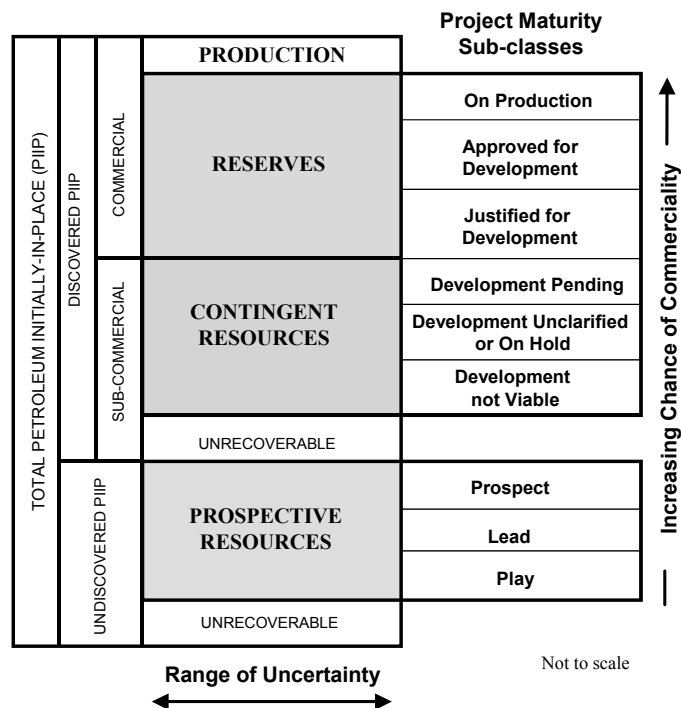 Project Maturity
Sub-classes
PRODUCTION
On Production
RESERVES
Approved for
Development
Justified for
Development
CONTINGENT
RESOURCES
Development Pending
Development Unclarified
or On Hold
Development
not Viable
UNRECOVERABLE
PROSPECTIVE
RESOURCES
Prospect
Lead
Play
UNRECOVERABLE
TOTAL PETROLEUM INITIALLY-IN-PLACE (PIIP)
DISCOVERED PIIP
UNDISCOVERED PIIP
COMMERCIAL
SUB-COMMERCIAL
Increasing Chance of Commerciality
Not to scale
Range of Uncertainty